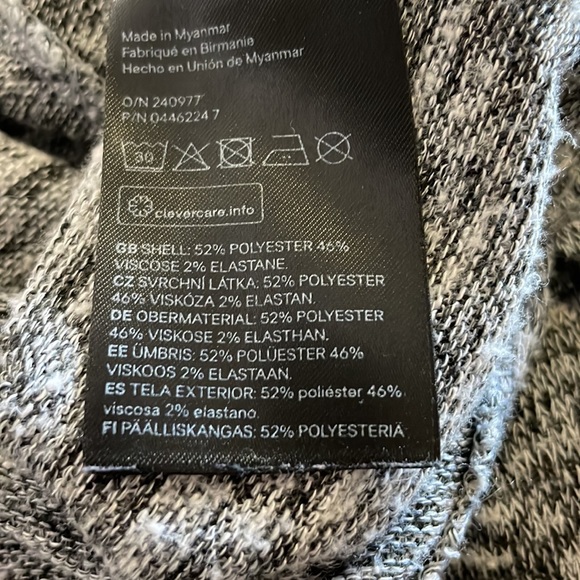 Made in Myanmar
Fabriqué en Birmanie
Hecho en Unión de Myanmar
O/N 240977
P/N 0446224 7
30
clevercare.info
GB SHELL: 52% POLYESTER 46%
VISCOSE 2% ELASTANE.
CZ SVRCHNÍ LÁTKA: 52% POLYESTER
46% VISKÓZA 2% ELASTAN.
DE OBERMATERIAL: 52% POLYESTER
46% VISKOSE 2% ELASTHAN.
EE ÜMBRIS: 52% POLÜESTER 46%
VISKOOS 2% ELASTAAN.
ES TELA EXTERIOR: 52% poliéster 46%
viscosa 2% elastano.
FI PÄÄLLISKANGAS: 52% POLYESTERIÄ